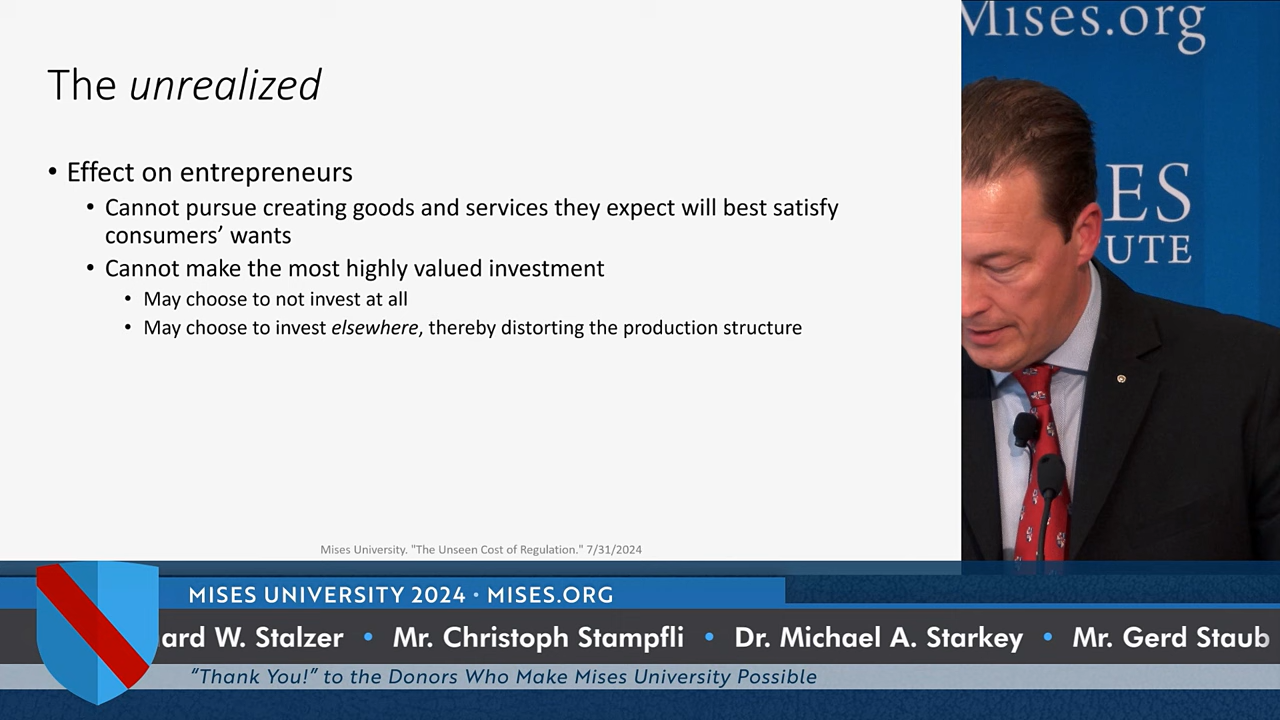 The unrealized
• Effect on entrepreneurs
• Cannot pursue creating goods and services they expect will best satisfy
consumers’ wants
• Cannot make the most highly valued investment
• May choose to not invest at all
• May choose to invest elsewhere, thereby distorting the production structure
Mises University. "The Unseen Cost of Regulation." 7/31/2024
Mises.org
ES
UTE
MISES UNIVERSITY 2024 • MISES.ORG
ard W. Stalzer • Mr. Christoph Stampfli • Dr. Michael A. Starkey • Mr. Gerd Staub
“Thank You!” to the Donors Who Make Mises University Possible